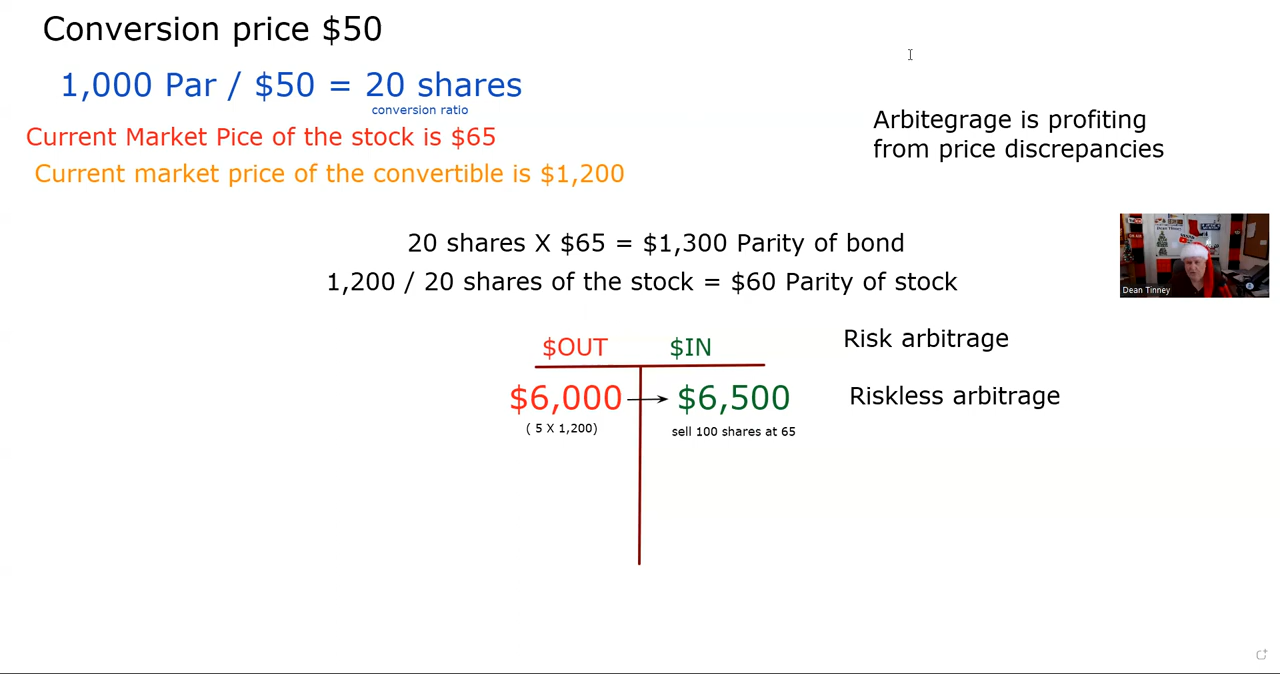 Conversion price $50
1,000 Par / $50 = 20 shares
conversion ratio
Current Market Pice of the stock is $65
Current market price of the convertible is $1,200
Arbitegrage is profiting
from price discrepancies
20 shares X $65 = $1,300 Parity of bond
1,200 / 20 shares of the stock = $60 Parity of stock
Dean Tinney
$OUT $IN
Risk arbitrage
$6,000 $6,500
Riskless arbitrage
( 5 X 1,200)
sell 100 shares at 65